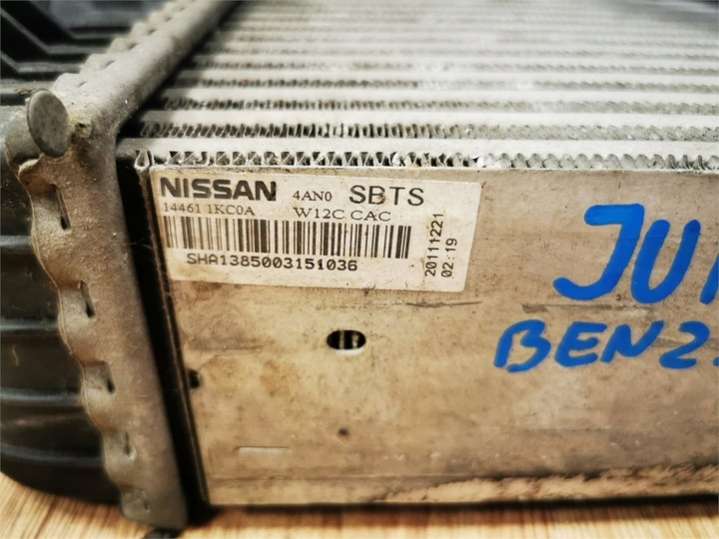 NISSAN 4AN0 SBTS
14461 1KC0A W12C CAC
SHA1385003151036
20111221
02:19
JU
BENZ